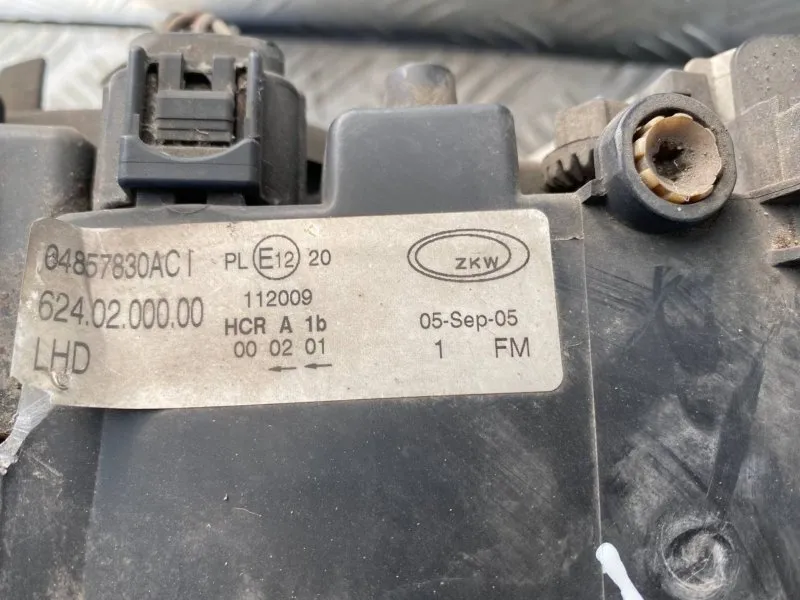 04857830ACI
624.02.000.00
LHD
PL E12 20
112009
HCR A 1b
00 02 01
ZKW
05-Sep-05
1 FM